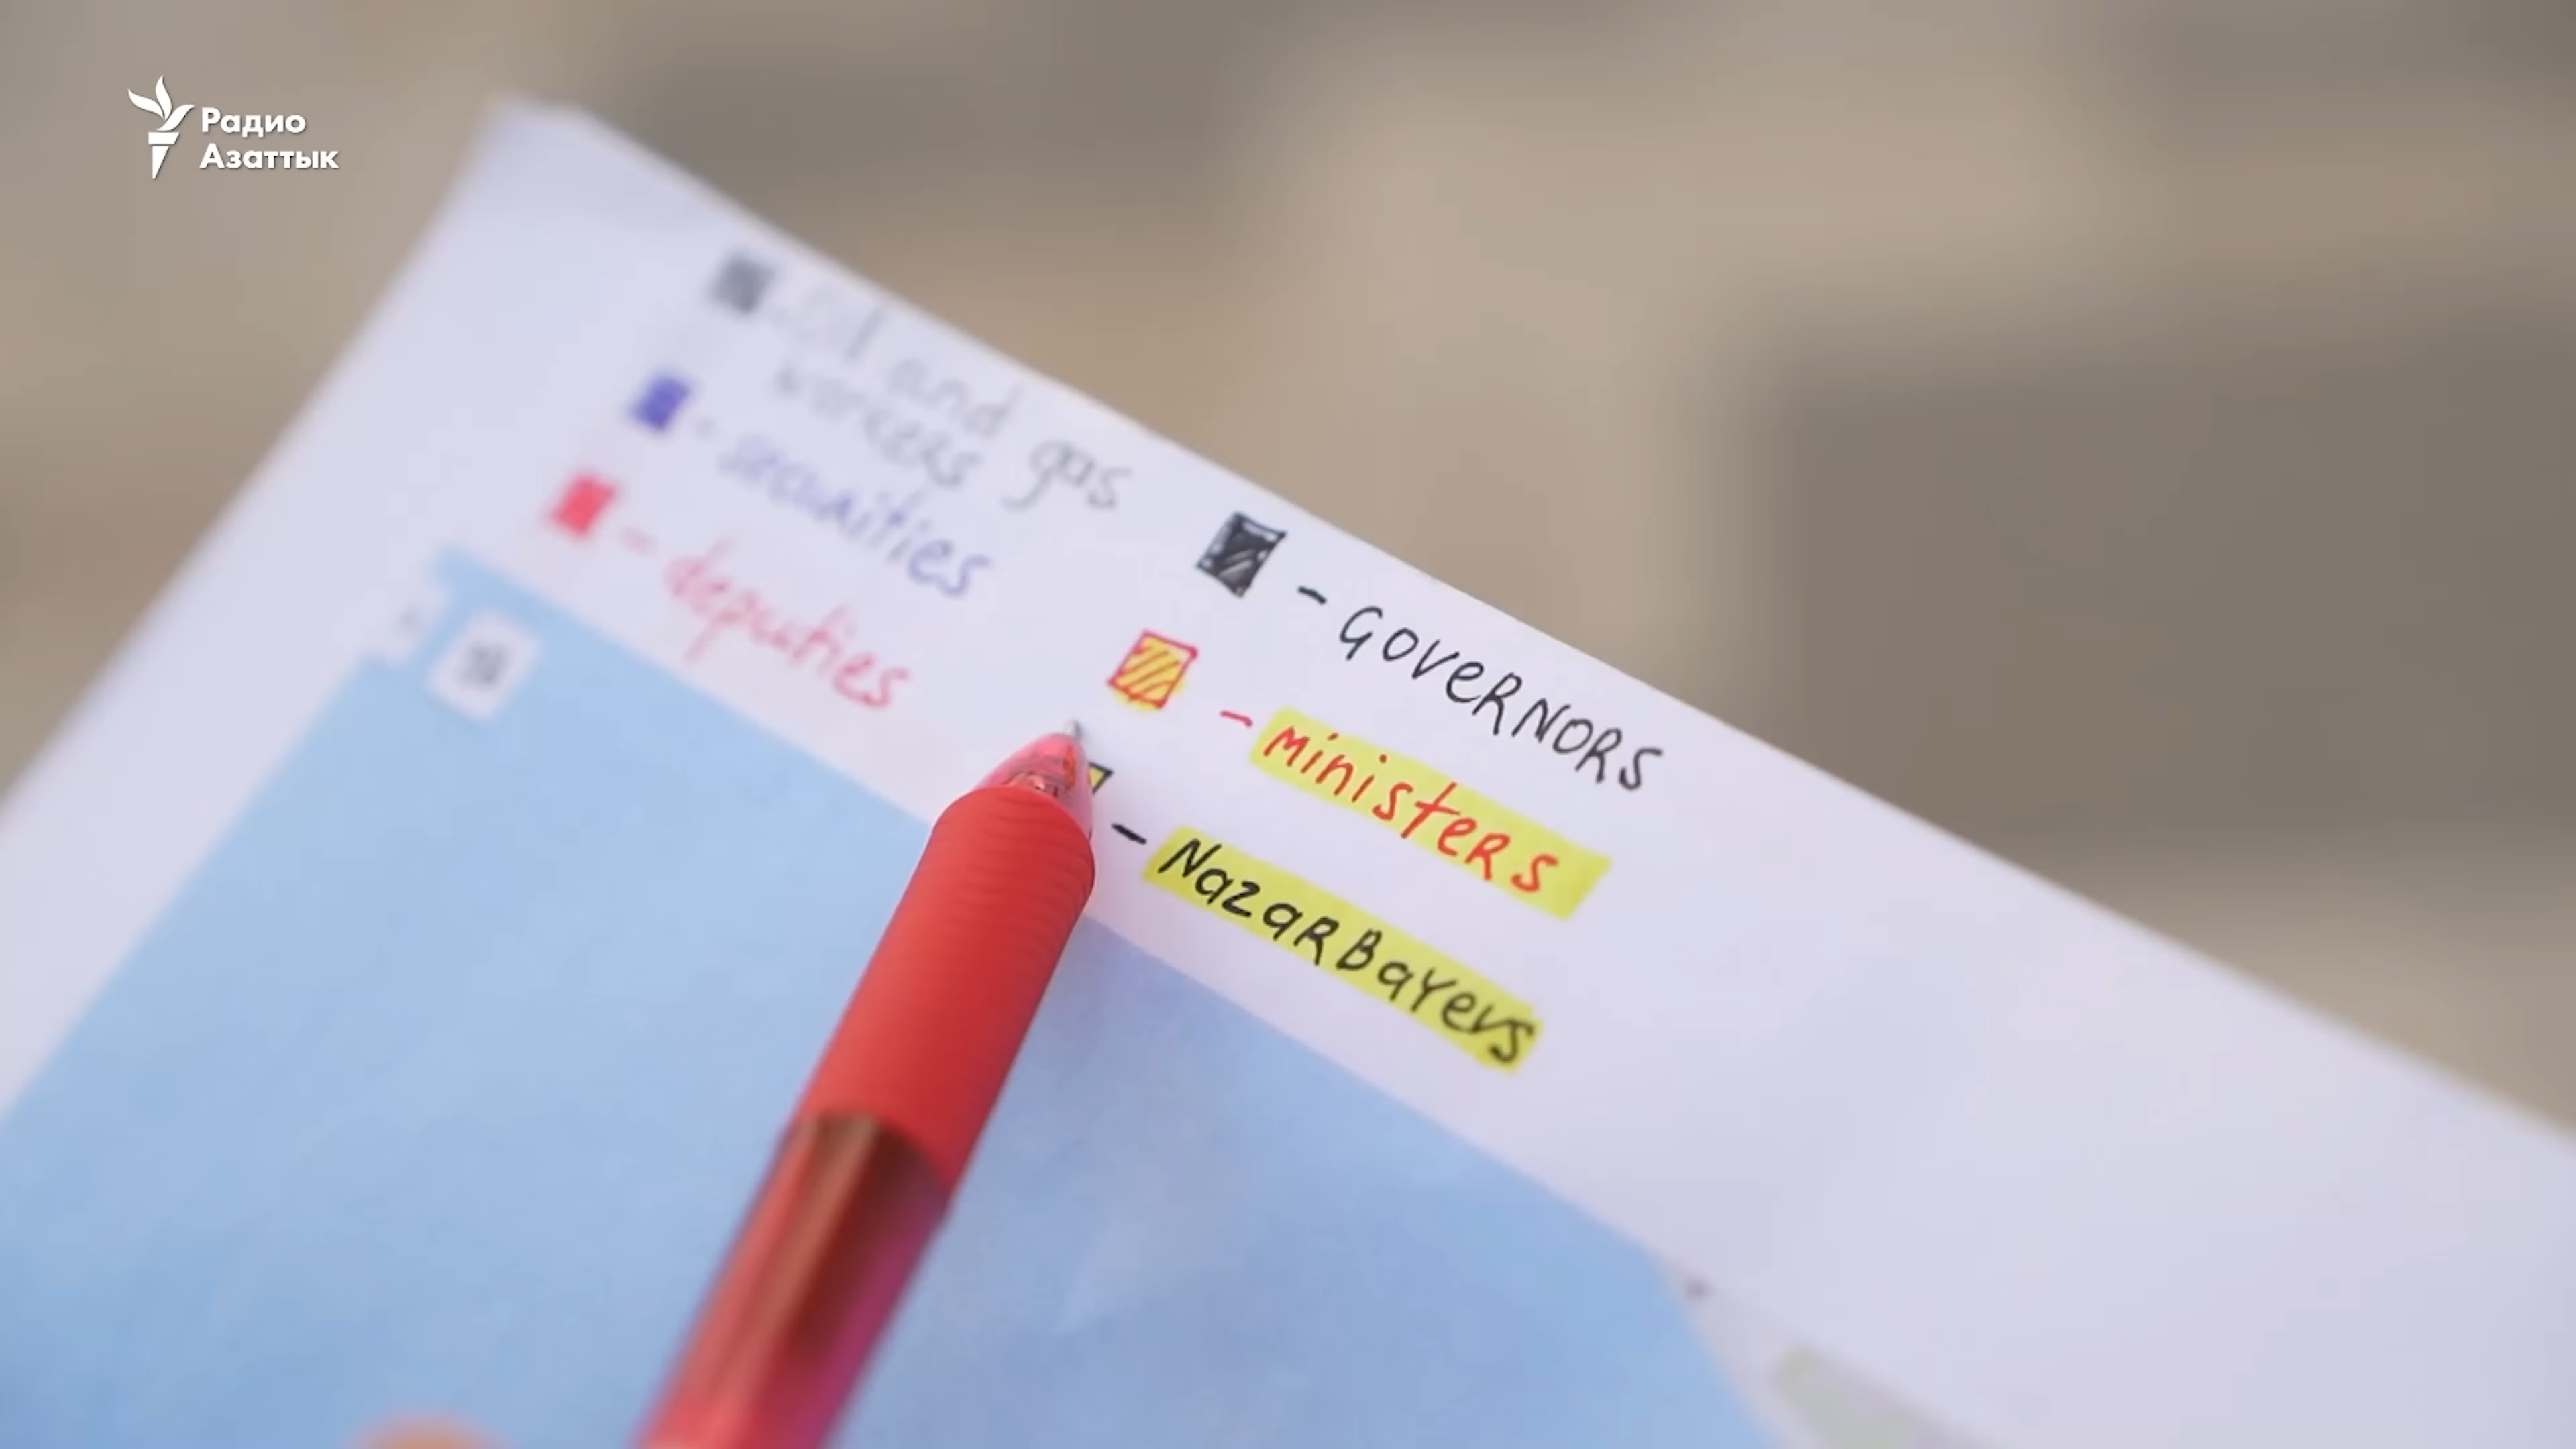 Радио
Азаттык
- Oil and gas
workers
- securities
- deputies
- GOVERNORS
- ministers
- Nazarbayevs